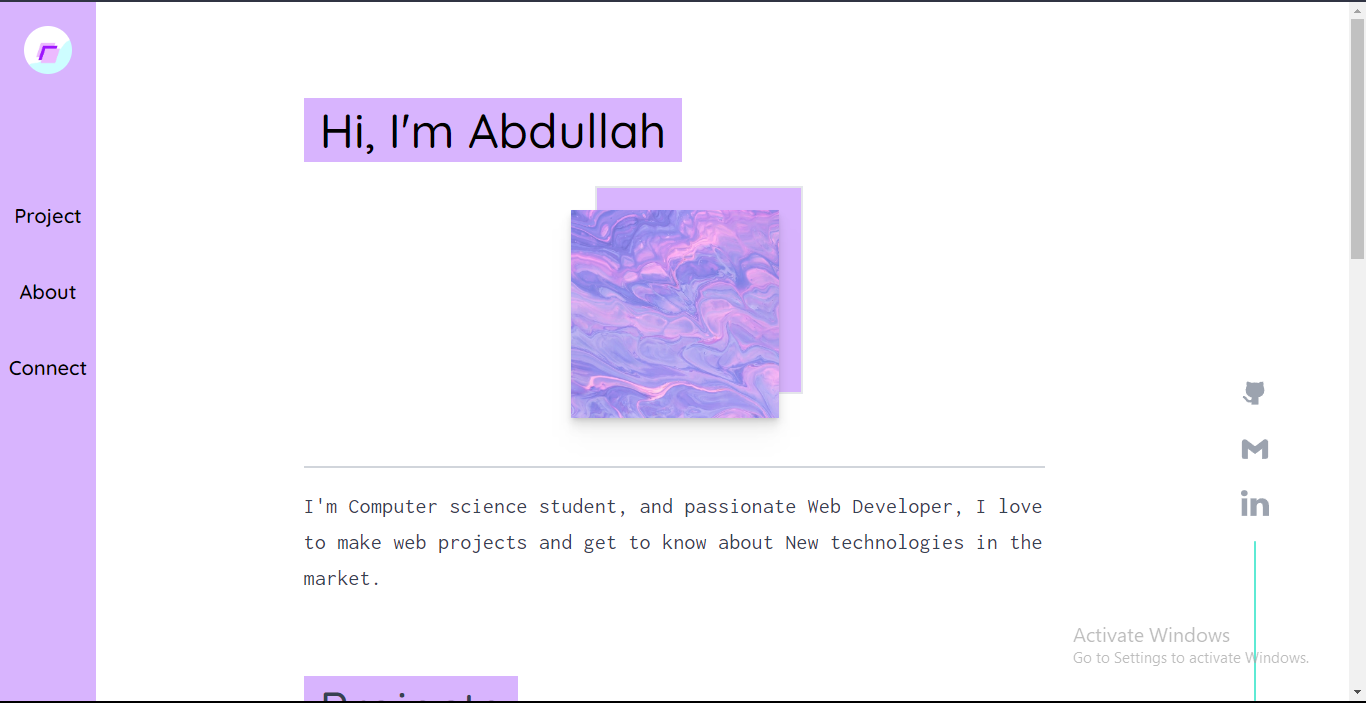 Hi, I'm Abdullah
Project
About
Connect
I'm Computer science student, and passionate Web Developer, I love
to make web projects and get to know about New technologies in the
market.
Activate Windows
Go to Settings to activate Windows.